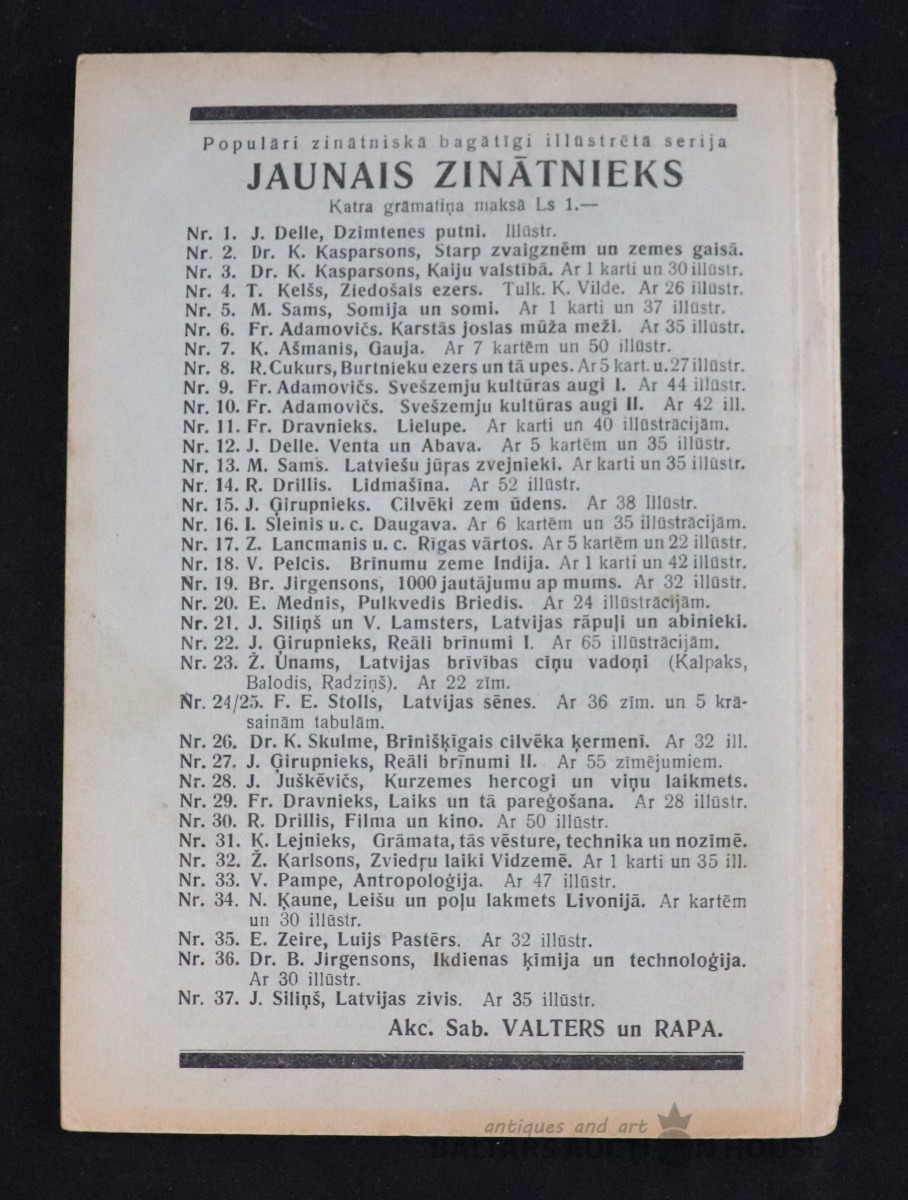 Populāri zinātniskā bagātīgi illūstrētā serija
JAUNAIS ZINĀTNIEKS
Katra grāmatiņa maksā Ls 1.—
Nr. 1. J. Delle, Dzimtenes putni. Illūstr.
Nr. 2. Dr. K. Kasparsons, Starp zvaigznēm un zemes gaisā.
Nr. 3. Dr. K. Kasparsons, Kaiju valstībā. Ar 1 karti un 30 illūstr.
Nr. 4. T. Kelšs, Ziedošais ezers. Tulk. K. Vilde. Ar 26 illūstr.
Nr. 5. M. Sams, Somija un somi. Ar 1 karti un 37 illūstr.
Nr. 6. Fr. Adamovičs. Karstās joslas mūža meži. Ar 35 illūstr.
Nr. 7. K. Ašmanis, Gauja. Ar 7 kartēm un 50 illūstr.
Nr. 8. R. Cukurs, Burtnieku ezers un tā upes. Ar 5 kart. u. 27 illūstr.
Nr. 9. Fr. Adamovičs. Svešzemju kultūras augi I. Ar 44 illūstr.
Nr. 10. Fr. Adamovičs. Svešzemju kultūras augi II. Ar 42 ill.
Nr. 11. Fr. Dravnieks. Lielupe. Ar karti un 40 illūstrācijām.
Nr. 12. J. Delle. Venta un Abava. Ar 5 kartēm un 35 illūstr.
Nr. 13. M. Sams. Latviešu jūŗas zvejnieki. Ar karti un 35 illūstr.
Nr. 14. R. Drillis. Lidmašīna. Ar 52 illūstr.
Nr. 15. J. Ģirupnieks. Cilvēki zem ūdens. Ar 38 Illūstr.
Nr. 16. I. Sleinis u. c. Daugava. Ar 6 kartēm un 35 illūstrācijām.
Nr. 17. Z. Lancmanis u. c. Rīgas vārtos. Ar 5 kartēm un 22 illūstr.
Nr. 18. V. Pelcis. Brīnumu zeme Indija. Ar 1 karti un 42 illūstr.
Nr. 19. Br. Jirgensons, 1000 jautājumu ap mums. Ar 32 illūstr.
Nr. 20. E. Mednis, Pulkvedis Briedis. Ar 24 illūstrācijām.
Nr. 21. J. Siliņš un V. Lamsters, Latvijas rāpuļi un abinieki.
Nr. 22. J. Ģirupnieks, Reāli brīnumi I. Ar 65 illūstrācijām.
Nr. 23. Ž. Unams, Latvijas brīvības cīņu vadoņi (Kalpaks,
Balodis, Radziņš). Ar 22 zīm.
Nr. 24/25. F. E. Stolls, Latvijas sēnes. Ar 36 zīm. un 5 krā-
sainām tabulām.
Nr. 26. Dr. K. Skulme, Brīnišķīgais cilvēka ķermenī. Ar 32 ill.
Nr. 27. J. Ģirupnieks, Reāli brīnumi II. Ar 55 zīmējumiem.
Nr. 28. J. Juškēvičs, Kurzemes hercogi un viņu laikmets.
Nr. 29. Fr. Dravnieks, Laiks un tā pareģošana. Ar 28 illūstr.
Nr. 30. R. Drillis, Filma un kino. Ar 50 illūstr.
Nr. 31. K. Lejnieks, Grāmata, tās vēsture, technika un nozīmē.
Nr. 32. Ž. Karlsons, Zviedŗu laiki Vidzemē. Ar 1 karti un 35 ill.
Nr. 33. V. Pampe, Antropoloģija. Ar 47 illūstr.
Nr. 34. N. Ķaune, Leišu un poļu lakmets Livonijā. Ar kartēm
un 30 illūstr.
Nr. 35. E. Zeire, Luijs Pastērs. Ar 32 illūstr.
Nr. 36. Dr. B. Jirgensons, Ikdienas ķīmija un technoloģija.
Ar 30 illūstr.
Nr. 37. J. Siliņš, Latvijas zivis. Ar 35 illūstr.
Akc. Sab. VALTERS un RAPA.
antiques and art
BALTARS AUCTION HOUSE